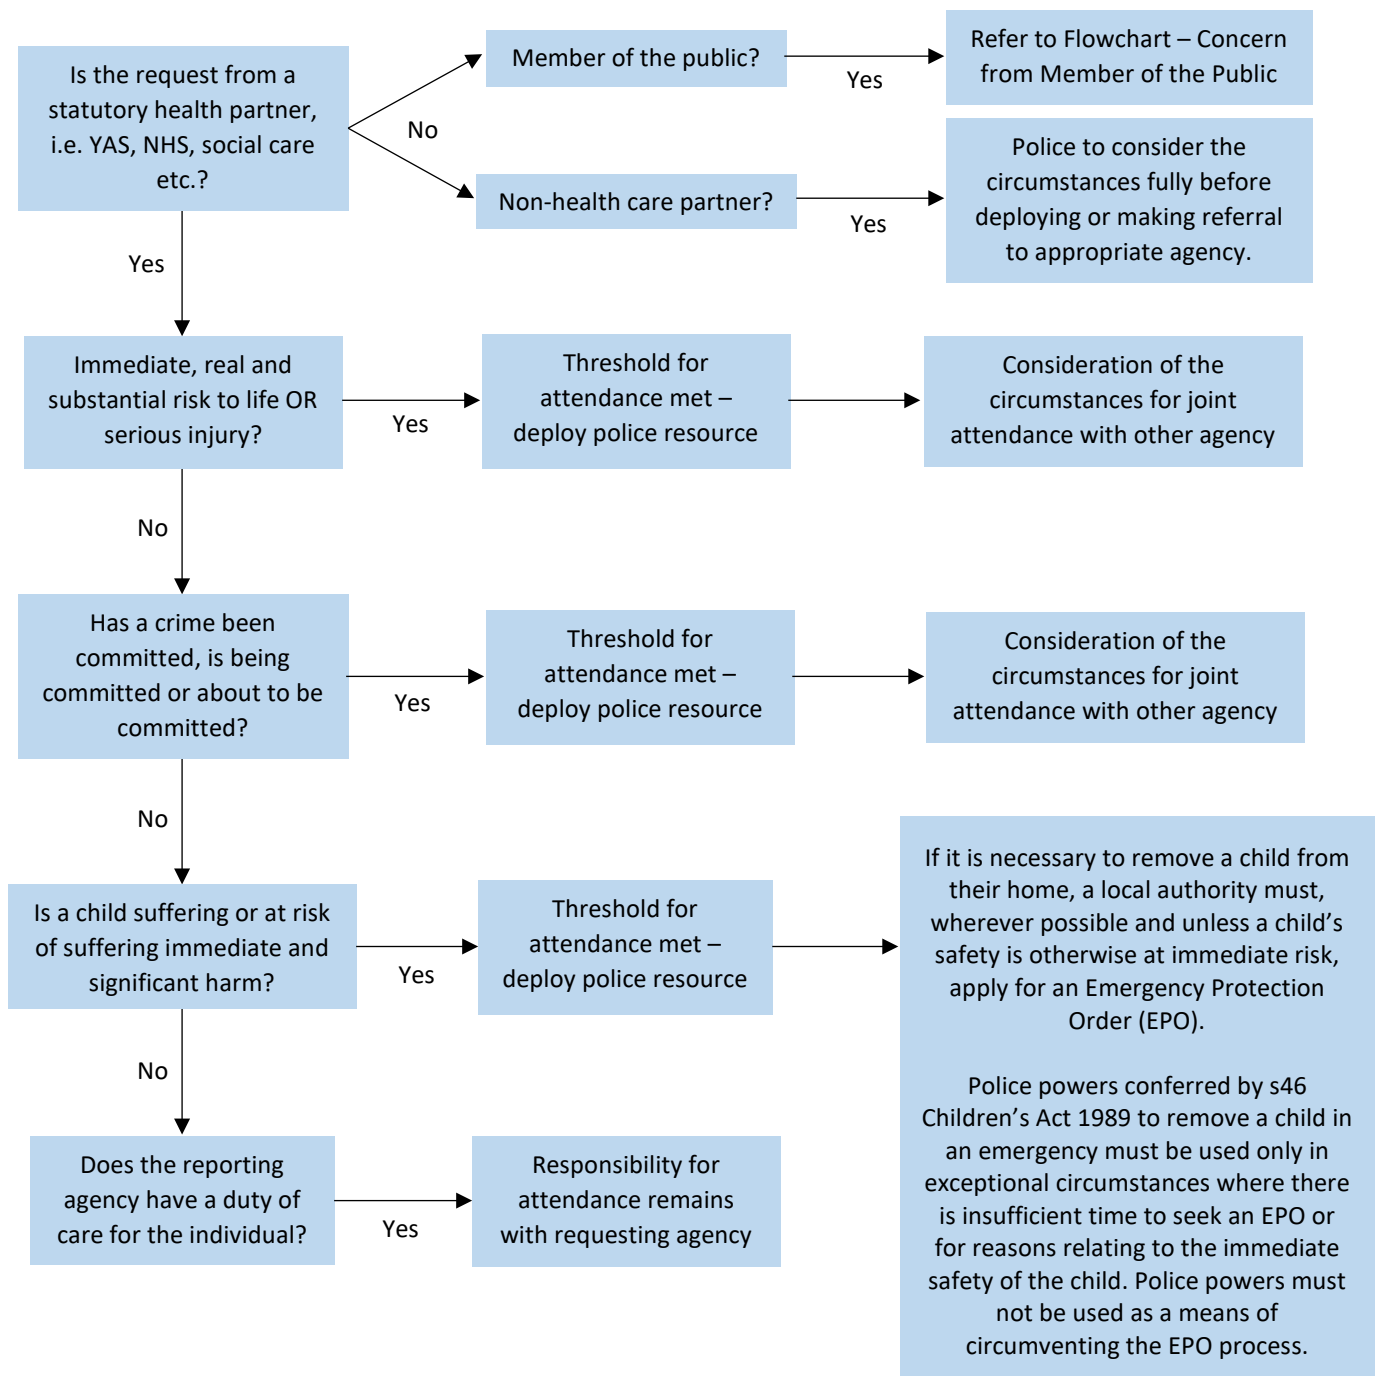 Is the request from a
statutory health partner,
i.e. YAS, NHS, social care
etc.?
No
Member of the public?
Yes
Refer to Flowchart – Concern
from Member of the Public
Non-health care partner?
Yes
Police to consider the
circumstances fully before
deploying or making referral
to appropriate agency.
Yes
Immediate, real and
substantial risk to life OR
serious injury?
Yes
Threshold for
attendance met –
deploy police resource
Consideration of the
circumstances for joint
attendance with other agency
No
Has a crime been
committed, is being
committed or about to be
committed?
Yes
Threshold for
attendance met –
deploy police resource
Consideration of the
circumstances for joint
attendance with other agency
No
Is a child suffering or at risk
of suffering immediate and
significant harm?
Yes
Threshold for
attendance met –
deploy police resource
If it is necessary to remove a child from
their home, a local authority must,
wherever possible and unless a child’s
safety is otherwise at immediate risk,
apply for an Emergency Protection
Order (EPO).
Police powers conferred by s46
Children’s Act 1989 to remove a child in
an emergency must be used only in
exceptional circumstances where there
is insufficient time to seek an EPO or
for reasons relating to the immediate
safety of the child. Police powers must
not be used as a means of
circumventing the EPO process.
No
Does the reporting
agency have a duty of
care for the individual?
Yes
Responsibility for
attendance remains
with requesting agency